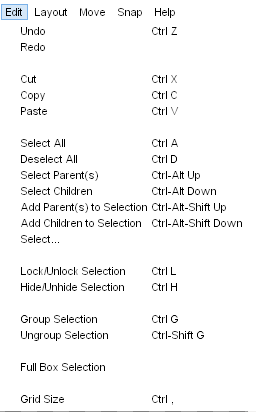 Edit Layout Move Snap Help
Undo Ctrl Z
Redo
Cut Ctrl X
Copy Ctrl C
Paste Ctrl V
Select All Ctrl A
Deselect All Ctrl D
Select Parent(s) Ctrl-Alt Up
Select Children Ctrl-Alt Down
Add Parent(s) to Selection Ctrl-Alt-Shift Up
Add Children to Selection Ctrl-Alt-Shift Down
Select...
Lock/Unlock Selection Ctrl L
Hide/Unhide Selection Ctrl H
Group Selection Ctrl G
Ungroup Selection Ctrl-Shift G
Full Box Selection
Grid Size Ctrl ,